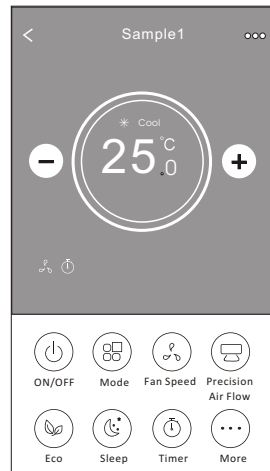 Sample1
Cool
25.0°C
ON/OFF Mode Fan Speed Precision Air Flow
Eco Sleep Timer More